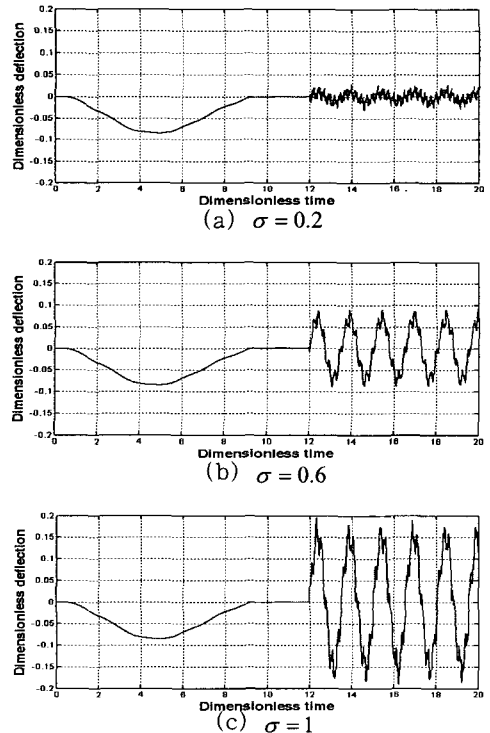 0.2
0.15
0.1
0.05
0
-0.05
-0.1
-0.15
-0.2
Dimensionless deflection
0 2 4 6 8 10 12 14 16 18 20
Dimensionless time
(a) σ = 0.2
0.2
0.15
0.1
0.05
0
-0.05
-0.1
-0.15
-0.2
Dimensionless deflection
0 2 4 6 8 10 12 14 16 18 20
Dimensionless time
(b) σ = 0.6
0.2
0.15
0.1
0.05
0
-0.05
-0.1
-0.15
-0.2
Dimensionless deflection
0 2 4 6 8 10 12 14 16 18 20
Dimensionless time
(c) σ = 1